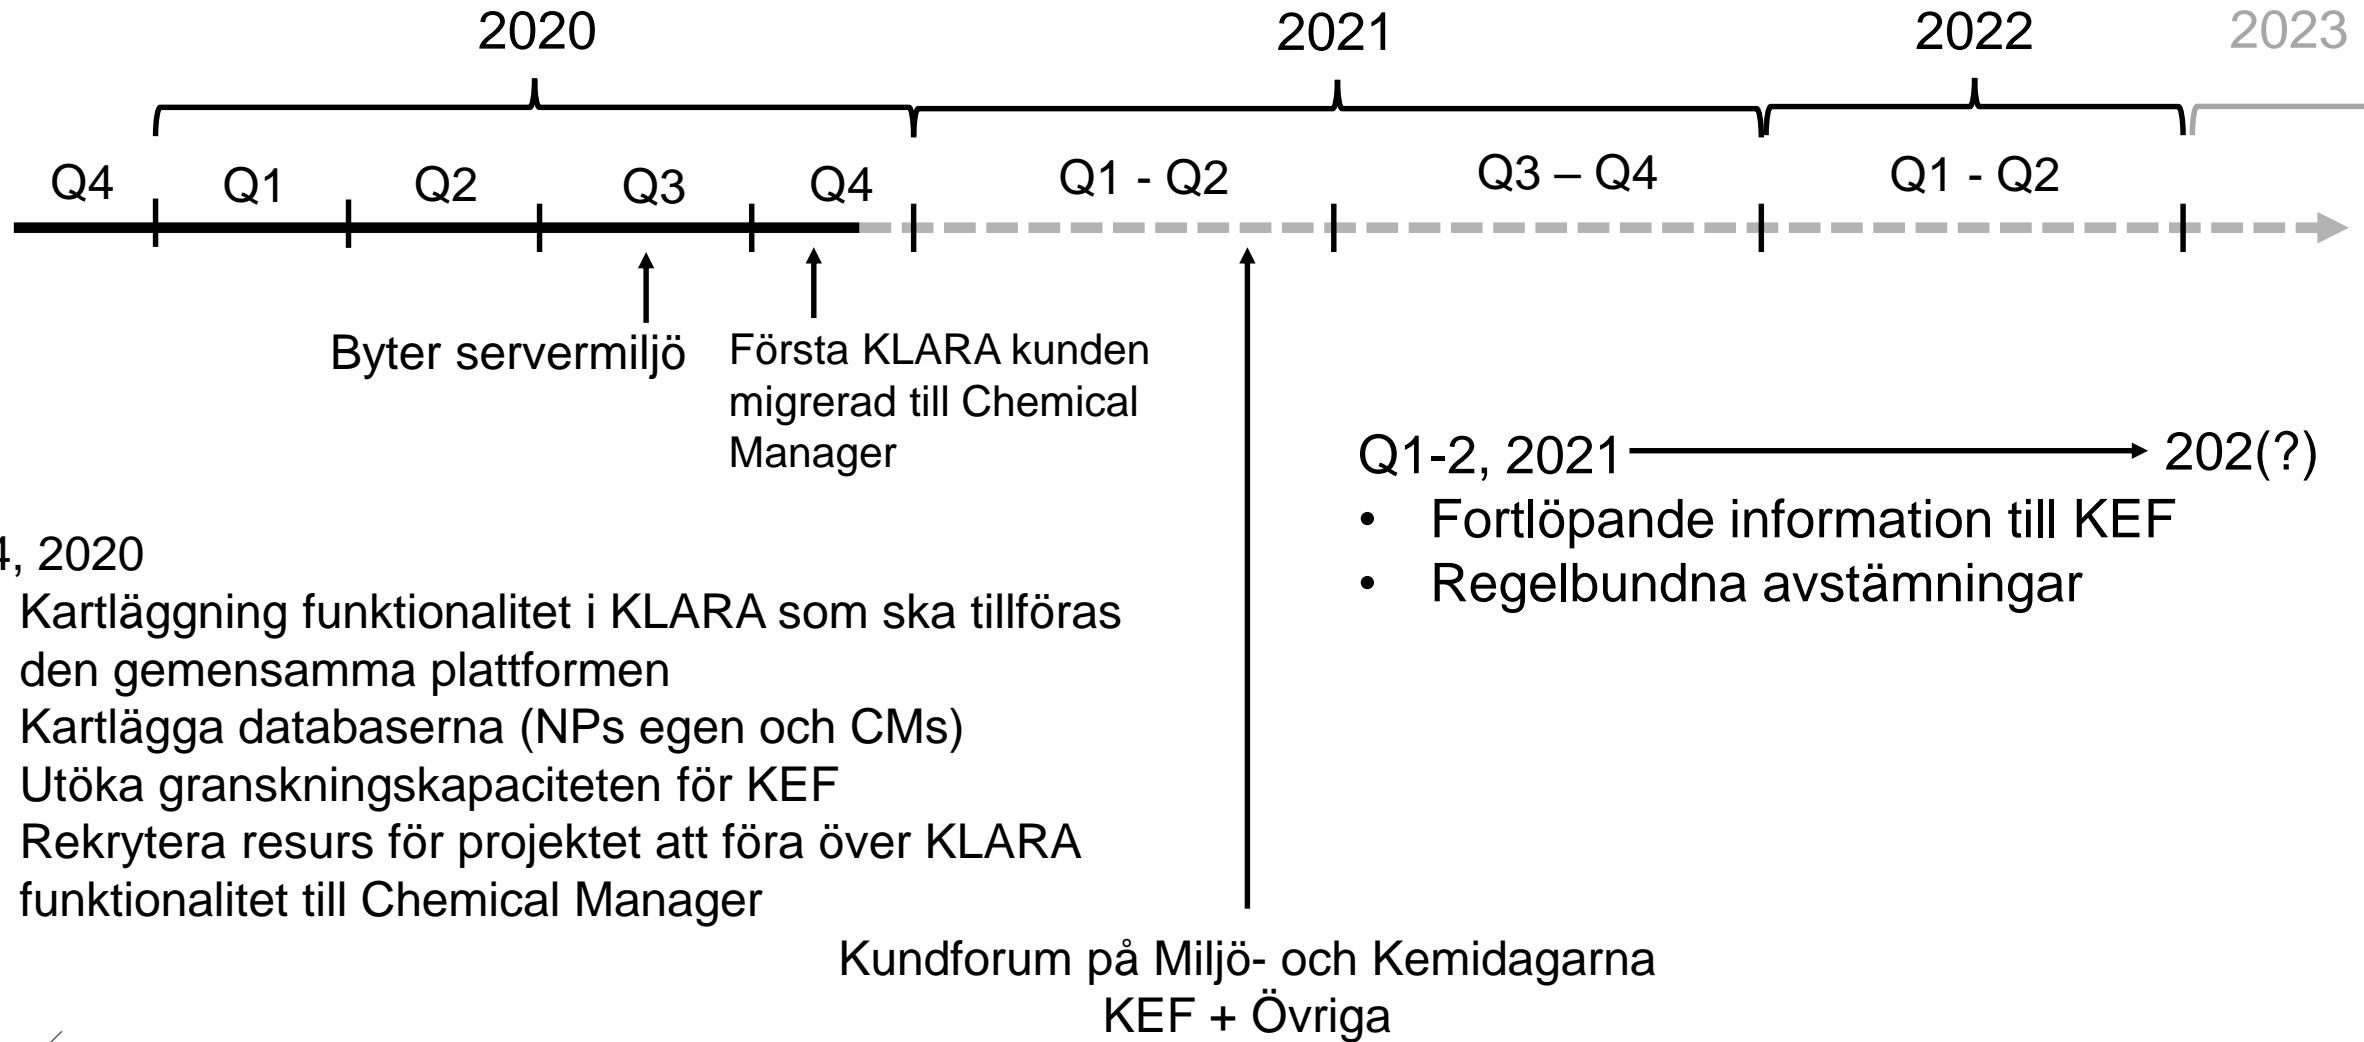 2020
2021
2022
2023
Q4
Q1
Q2
Q3
Q4
Q1 - Q2
Q3 – Q4
Q1 - Q2
Byter servermiljö
Första KLARA kunden
migrerad till Chemical
Manager
Q1-2, 2021
202(?)
• Fortlöpande information till KEF
• Regelbundna avstämningar
4, 2020
Kartläggning funktionalitet i KLARA som ska tillföras
den gemensamma plattformen
Kartlägga databaserna (NPs egen och CMs)
Utöka granskningskapaciteten för KEF
Rekrytera resurs för projektet att föra över KLARA
funktionalitet till Chemical Manager
Kundforum på Miljö- och Kemidagarna
KEF + Övriga